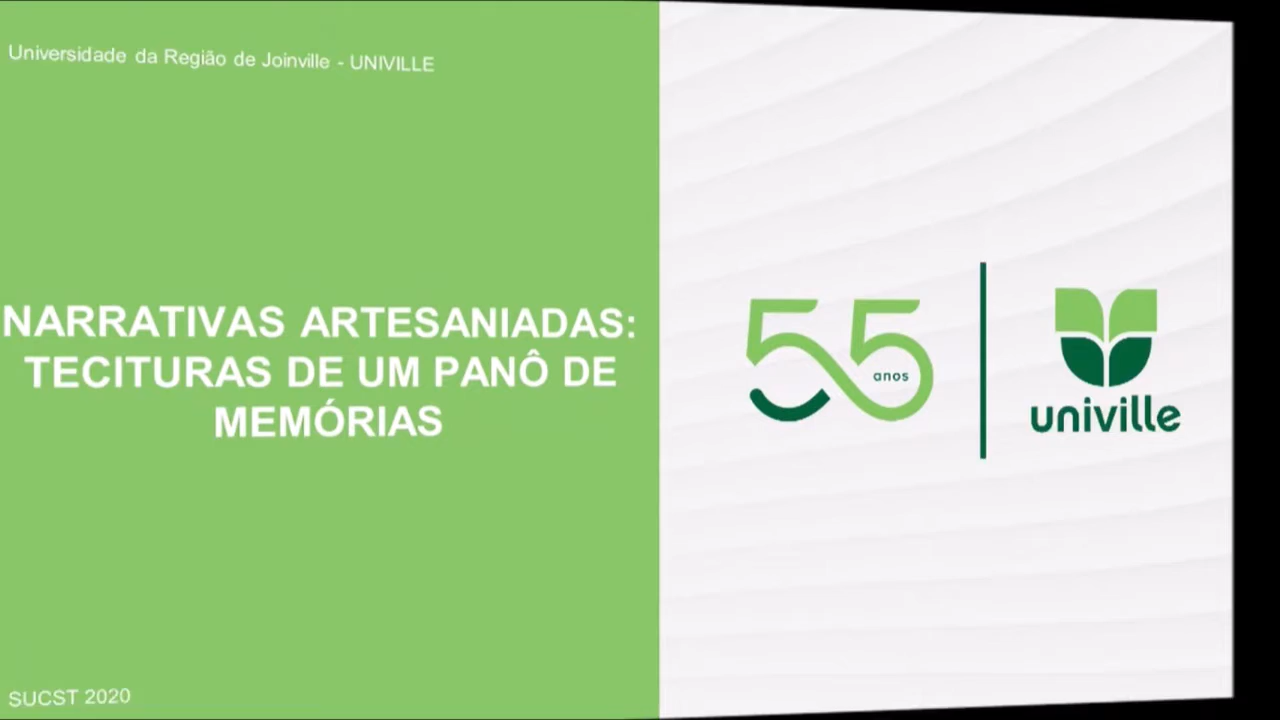 Universidade da Região de Joinville - UNIVILLE
NARRATIVAS ARTESANIADAS:
TECITURAS DE UM PANÔ DE
MEMÓRIAS
SUCST 2020
55
anos
univille